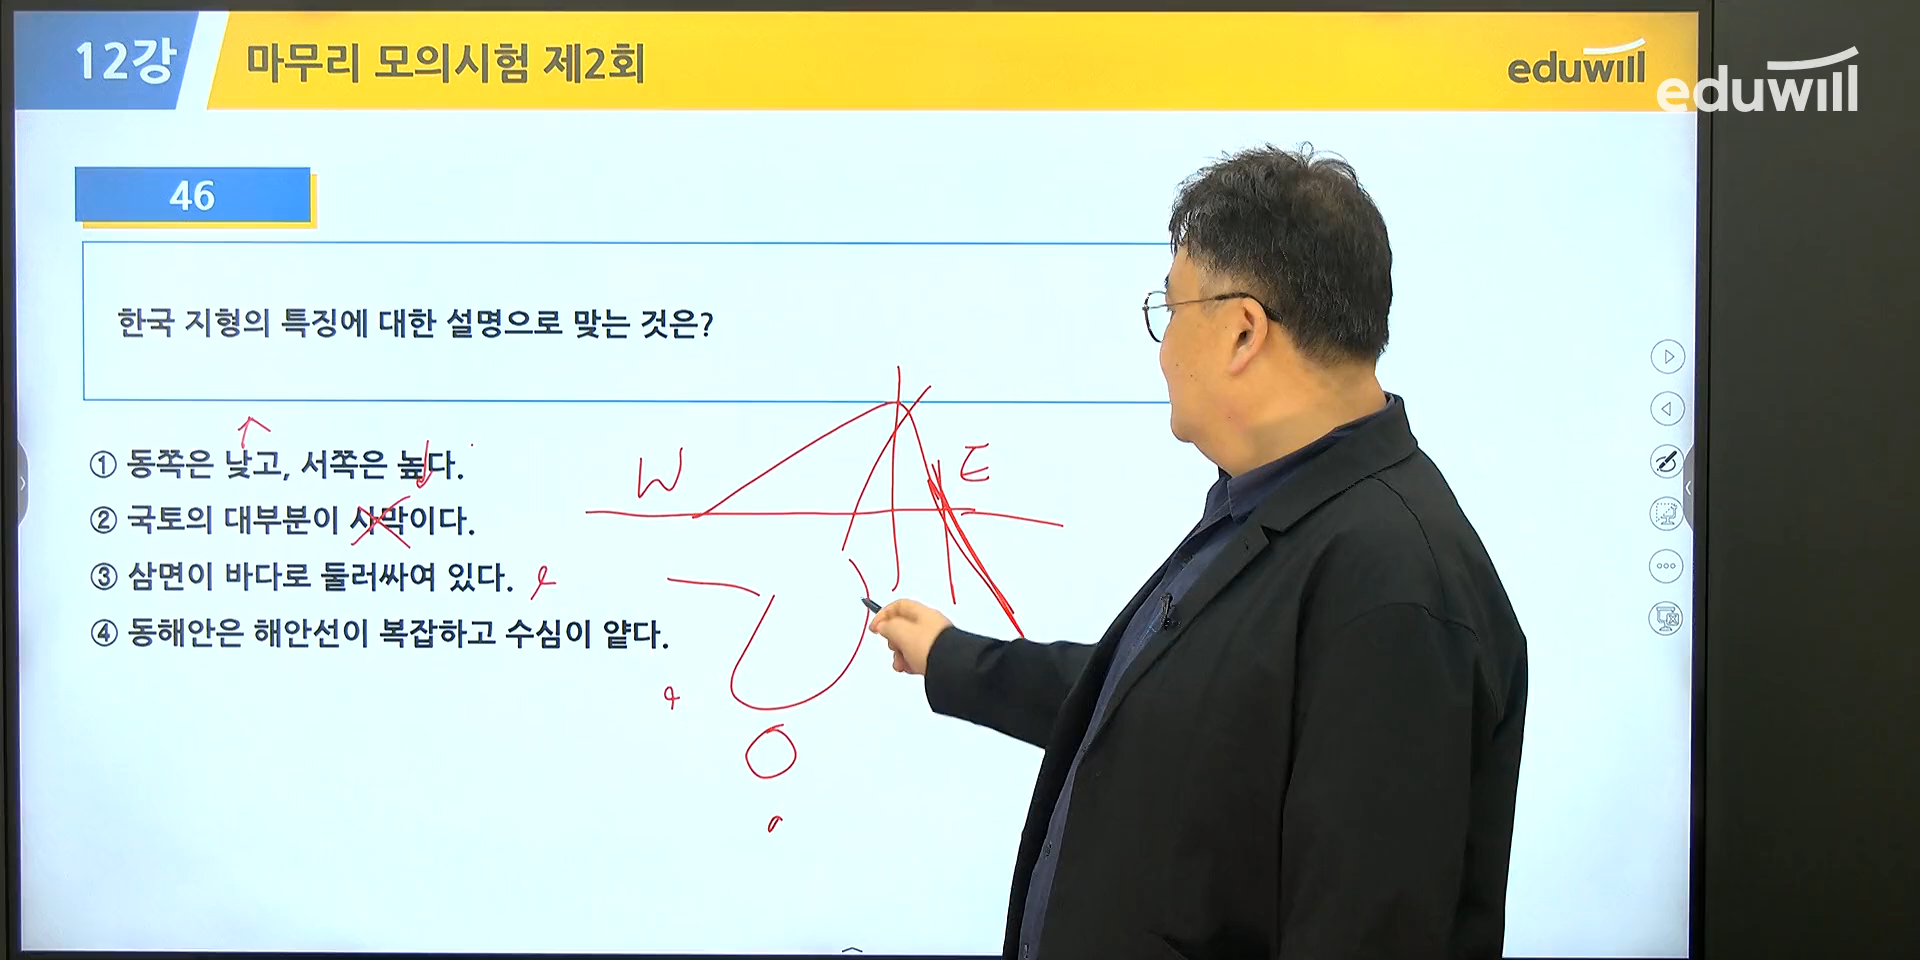 12강 마무리 모의시험 제2회 eduwill
eduwill
46
한국 지형의 특징에 대한 설명으로 맞는 것은?
① 동쪽은 낮고, 서쪽은 높다.
② 국토의 대부분이 사막이다.
③ 삼면이 바다로 둘러싸여 있다.
④ 동해안은 해안선이 복잡하고 수심이 얕다.
W
E